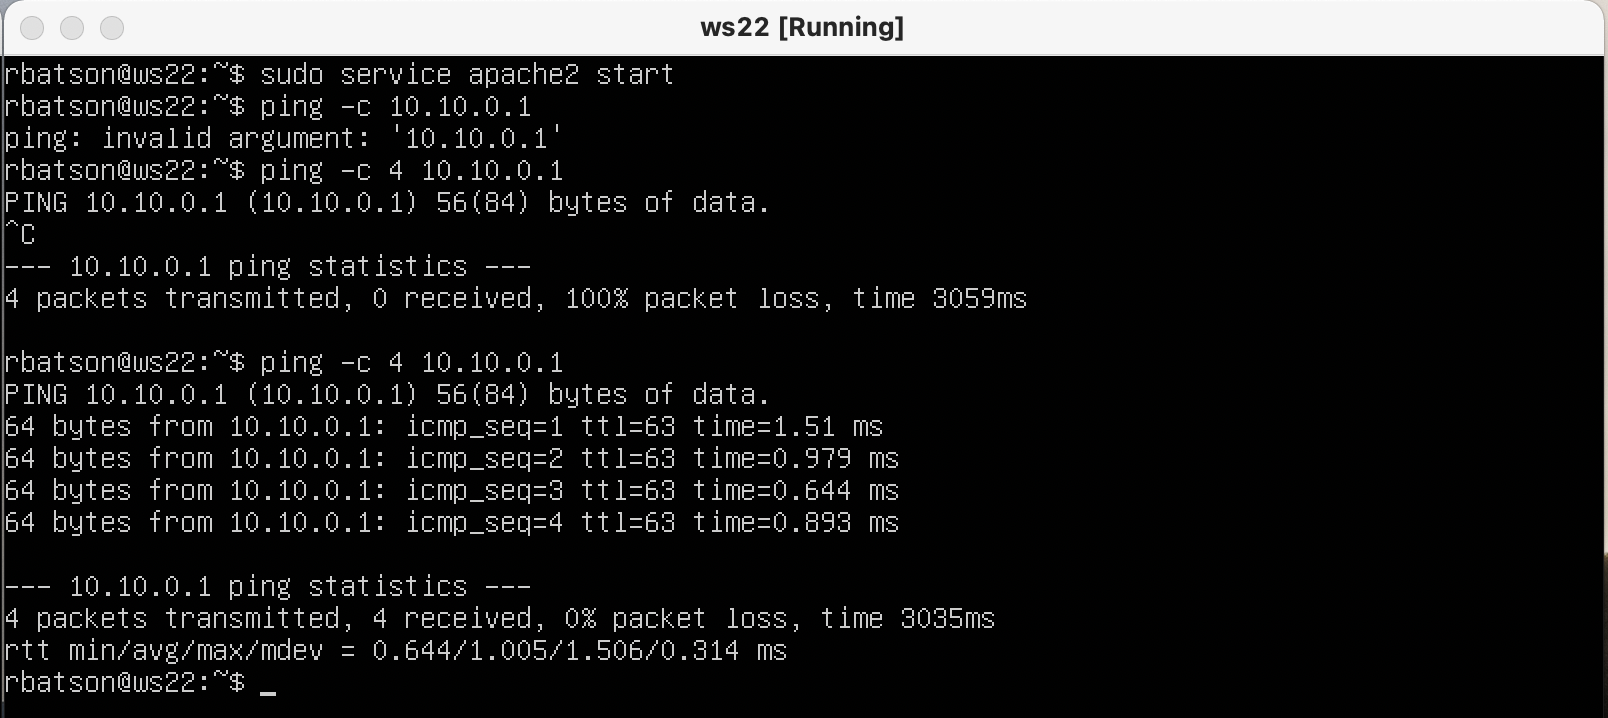 ws22 [Running]
rbatson@ws22:~$ sudo service apache2 start
rbatson@ws22:~$ ping -c 10.10.0.1
ping: invalid argument: '10.10.0.1'
rbatson@ws22:~$ ping -c 4 10.10.0.1
PING 10.10.0.1 (10.10.0.1) 56(84) bytes of data.
^C
--- 10.10.0.1 ping statistics ---
4 packets transmitted, 0 received, 100% packet loss, time 3059ms
rbatson@ws22:~$ ping -c 4 10.10.0.1
PING 10.10.0.1 (10.10.0.1) 56(84) bytes of data.
64 bytes from 10.10.0.1: icmp_seq=1 ttl=63 time=1.51 ms
64 bytes from 10.10.0.1: icmp_seq=2 ttl=63 time=0.979 ms
64 bytes from 10.10.0.1: icmp_seq=3 ttl=63 time=0.644 ms
64 bytes from 10.10.0.1: icmp_seq=4 ttl=63 time=0.893 ms
--- 10.10.0.1 ping statistics ---
4 packets transmitted, 4 received, 0% packet loss, time 3035ms
rtt min/avg/max/mdev = 0.644/1.005/1.506/0.314 ms
rbatson@ws22:~$ _